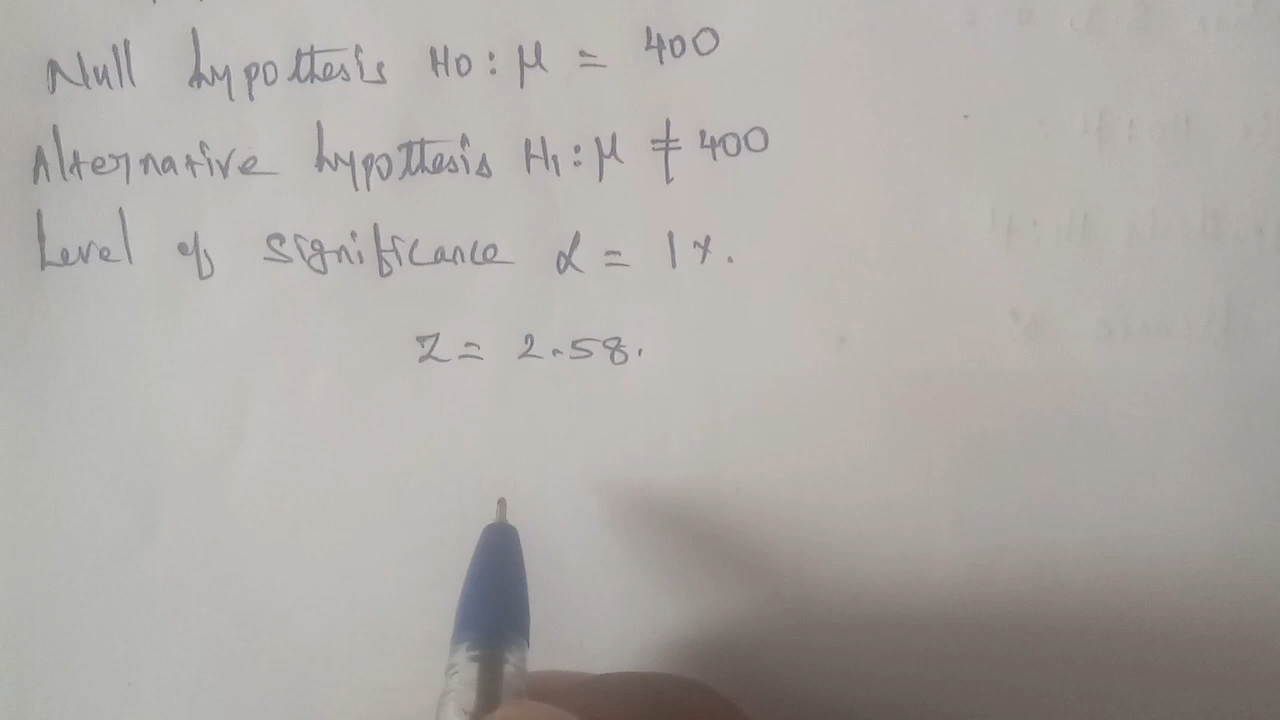 Null hypothesis H0 : μ = 400
Alternative hypothesis H1 : μ ≠ 400
Level of significance α = 1%.
Z = 2.58.